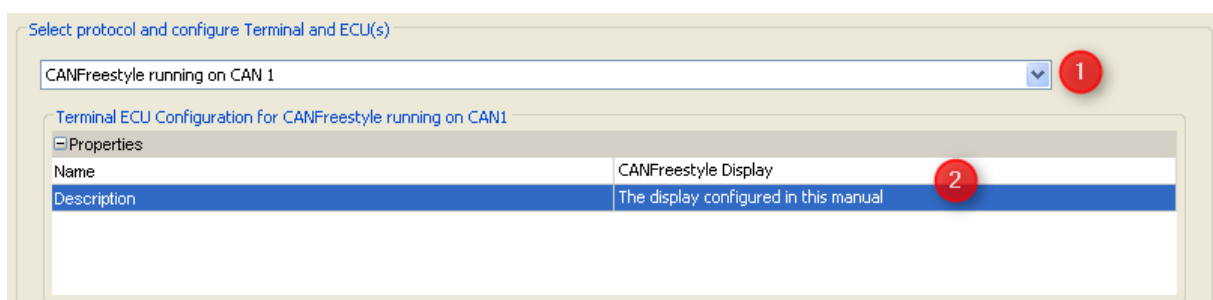 Select protocol and configure Terminal and ECU(s)
CANFreestyle running on CAN 1
1
Terminal ECU Configuration for CANFreestyle running on CAN1
Properties
Name CANFreestyle Display
2
Description The display configured in this manual